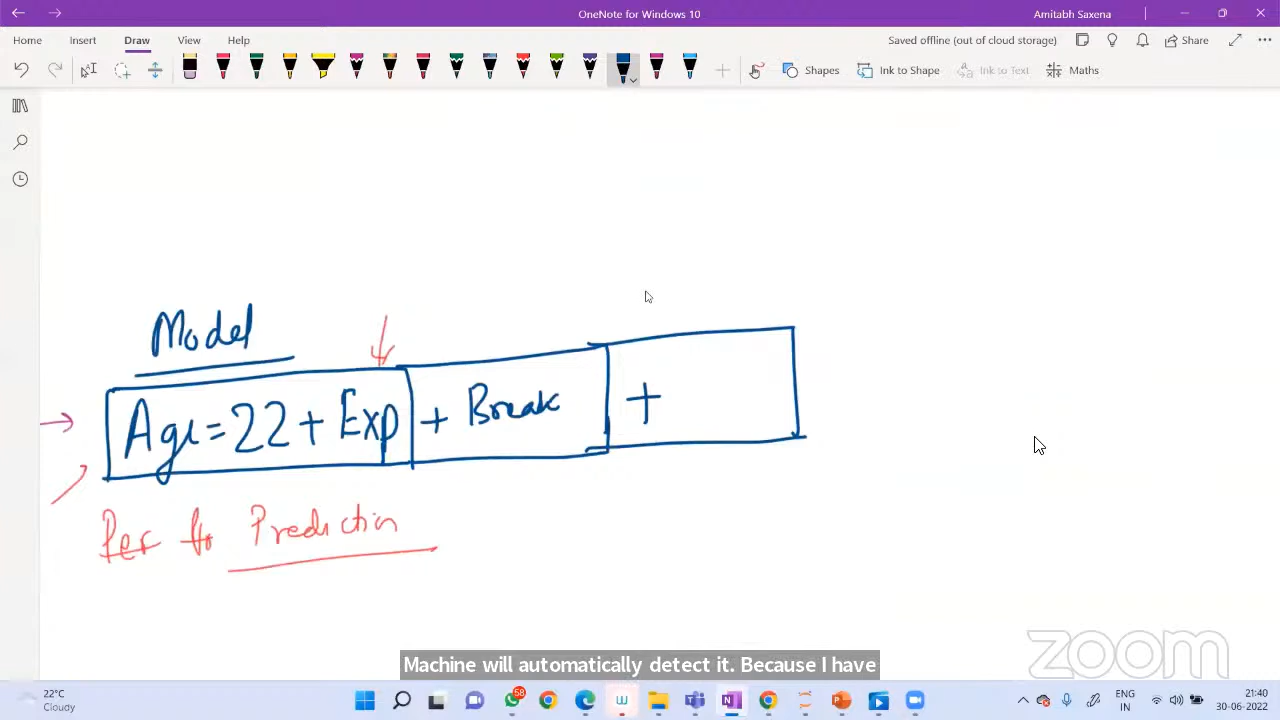 OneNote for Windows 10
Amitabh Saxena
Home Insert Draw View Help
Saved offline (out of cloud storage)
Share
Shapes
Ink to Shape
Ink to Text
Maths
Model
Age=22 + Exp + Break +
Per to Prediction
Machine will automatically detect it. Because I have
zoom
22°C
Cloudy
58
ENG
IN
21:40
30-06-2022